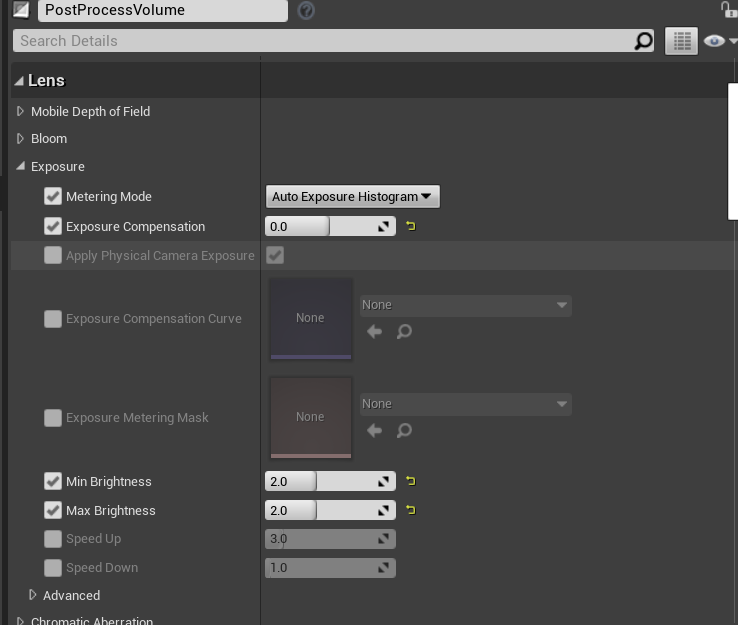 PostProcessVolume
Search Details
Lens
Mobile Depth of Field
Bloom
Exposure
Metering Mode Auto Exposure Histogram
Exposure Compensation 0.0
Apply Physical Camera Exposure
None None
Exposure Compensation Curve
None None
Exposure Metering Mask
Min Brightness 2.0
Max Brightness 2.0
Speed Up 3.0
Speed Down 1.0
Advanced
Chromatic Aberration